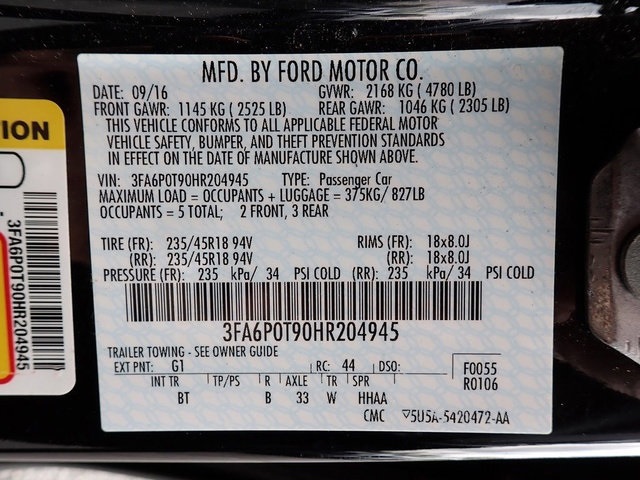 MFD. BY FORD MOTOR CO.
DATE: 09/16 GVWR: 2168 KG ( 4780 LB)
FRONT GAWR: 1145 KG ( 2525 LB) REAR GAWR: 1046 KG ( 2305 LB)
THIS VEHICLE CONFORMS TO ALL APPLICABLE FEDERAL MOTOR
VEHICLE SAFETY, BUMPER, AND THEFT PREVENTION STANDARDS
IN EFFECT ON THE DATE OF MANUFACTURE SHOWN ABOVE.
VIN: 3FA6P0T90HR204945 TYPE: Passenger Car
MAXIMUM LOAD = OCCUPANTS + LUGGAGE = 375KG/ 827LB
OCCUPANTS = 5 TOTAL; 2 FRONT, 3 REAR
TIRE (FR): 235/45R18 94V RIMS (FR): 18x8.0J
(RR): 235/45R18 94V (RR): 18x8.0J
PRESSURE (FR): 235 kPa/ 34 PSI COLD (RR): 235 kPa/ 34 PSI COLD
3FA6P0T90HR204945
TRAILER TOWING - SEE OWNER GUIDE
EXT PNT: G1 RC: 44 DSO: F0055
R0106
INT TR TP/PS R AXLE TR SPR
BT B 33 W HHAA
CMC ▽5U5A-5420472-AA
ION
3FA6P0T90HR204945